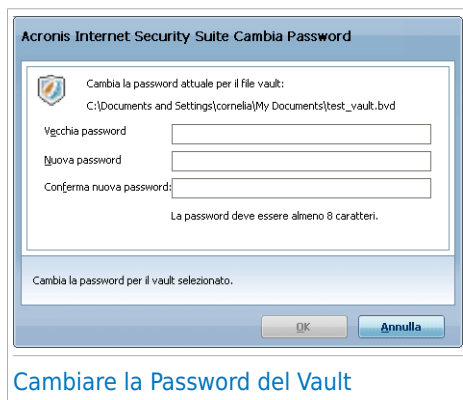 Acronis Internet Security Suite Cambia Password
Cambia la password attuale per il file vault:
C:\Documents and Settings\cornelia\My Documents\test_vault.bvd
Vecchia password
Nuova password
Conferma nuova password:
La password deve essere almeno 8 caratteri.
Cambia la password per il vault selezionato.
OK
Annulla
Cambiare la Password del Vault